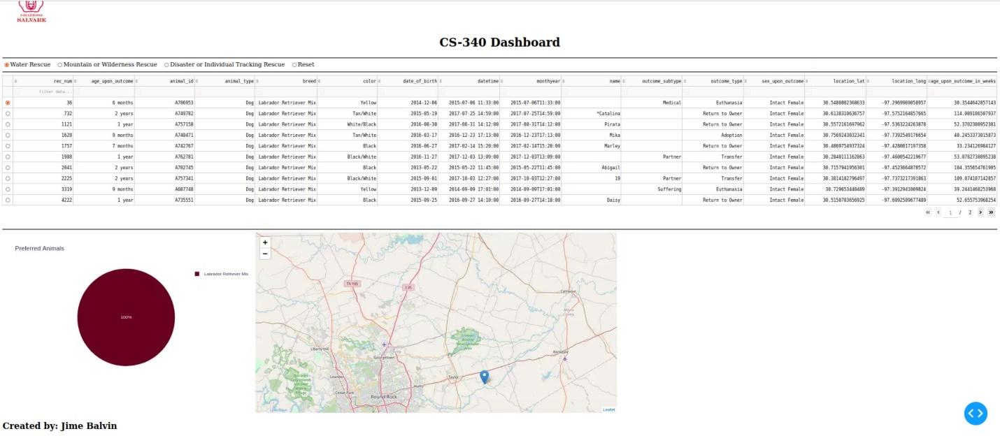 GRAZIOSO
SALVARE
CS-340 Dashboard
Water Rescue Mountain or Wilderness Rescue Disaster or Individual Tracking Rescue Reset
rec_num age_upon_outcome animal_id animal_type breed color date_of_birth datetime monthyear name outcome_subtype outcome_type sex_upon_outcome location_lat location_long age_upon_outcome_in_weeks
filter data...
36 6 months A706953 Dog Labrador Retriever Mix Yellow 2014-12-06 2015-07-06 11:33:00 2015-07-06T11:33:00 Medical Euthanasia Intact Female 30.5480802368633 -97.2969969058957 30.3544642857143
732 2 years A749782 Dog Labrador Retriever Mix Tan/White 2015-05-19 2017-07-25 14:59:00 2017-07-25T14:59:00 *Catalina Return to Owner Intact Female 30.6138310636757 -97.5752164857665 114.089186507937
1121 1 year A757158 Dog Labrador Retriever Mix White/Black 2016-08-30 2017-08-31 14:12:00 2017-08-31T14:12:00 Pirata Return to Owner Intact Female 30.5572161697962 -97.5363224263878 52.3702380952381
1628 9 months A740471 Dog Labrador Retriever Mix Tan/White 2016-03-17 2016-12-23 17:13:00 2016-12-23T17:13:00 Mika Adoption Intact Female 30.7569243032341 -97.7392549176654 40.2453373015873
1757 7 months A742767 Dog Labrador Retriever Mix Black 2016-06-27 2017-02-14 15:20:00 2017-02-14T15:20:00 Marley Return to Owner Intact Female 30.4869754937324 -97.4280017197358 33.234126984127
1988 1 year A762781 Dog Labrador Retriever Mix Black/White 2016-11-27 2017-12-03 13:09:00 2017-12-03T13:09:00 Partner Transfer Intact Female 30.2840111162863 -97.4600542219677 53.0782738095238
2041 2 years A702745 Dog Labrador Retriever Mix Black 2013-05-22 2015-05-22 11:45:00 2015-05-22T11:45:00 Abigail Return to Owner Intact Female 30.7157941956301 -97.4523664870572 104.355654761905
2225 2 years A757341 Dog Labrador Retriever Mix Black/White 2015-09-01 2017-10-03 12:27:00 2017-10-03T12:27:00 19 Partner Transfer Intact Female 30.3814182796497 -97.7373217391863 109.074107142857
3319 9 months A687748 Dog Labrador Retriever Mix Yellow 2013-12-09 2014-09-09 17:01:00 2014-09-09T17:01:00 Suffering Euthanasia Intact Female 30.729653440489 -97.3912941009824 39.2441468253968
4222 1 year A735551 Dog Labrador Retriever Mix Black 2015-09-25 2016-09-27 14:10:00 2016-09-27T14:10:00 Daisy Return to Owner Intact Female 30.5150703656925 -97.6092589677489 52.655753968254
« ‹ 1 / 2 › »
Preferred Animals
Labrador Retriever Mix
100%
+
−
TX 195
I 35
Cameron
Liberty Hill
Georgetown
Granger Wildlife Management Area
Rockdale
Leander
Hutto
Taylor
Cedar Park
Round Rock
Leaflet
Created by: Jime Balvin